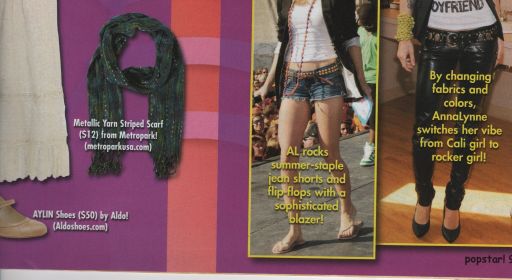 BOYFRIEND
Metallic Yarn Striped Scarf
($12) from Metropark!
(metroparkusa.com)
AYLIN Shoes ($50) by Aldo!
(Aldoshoes.com)
AL rocks
summer-staple
jean shorts and
flip-flops with a
sophisticated
blazer!
By changing
fabrics and
colors,
AnnaLynne
switches her vibe
from Cali girl to
rocker girl!
popstar!